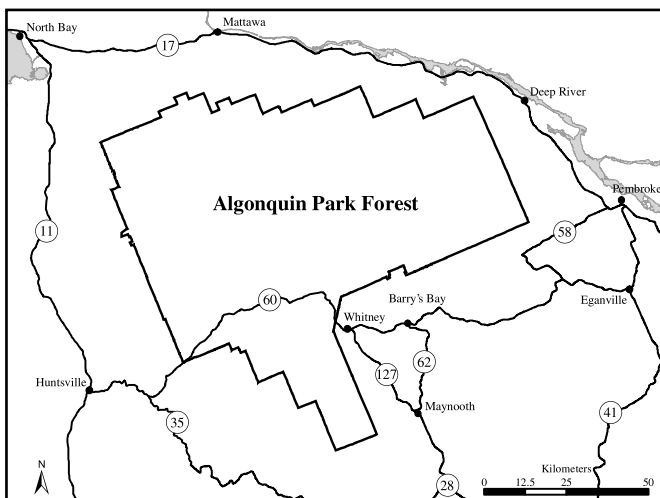 North Bay
Mattawa
17
Deep River
Pembroke
Algonquin Park Forest
11
58
60
Eganville
Barry's Bay
Whitney
62
127
Huntsville
Maynooth
35
41
N
Kilometers
28
0 12.5 25 50